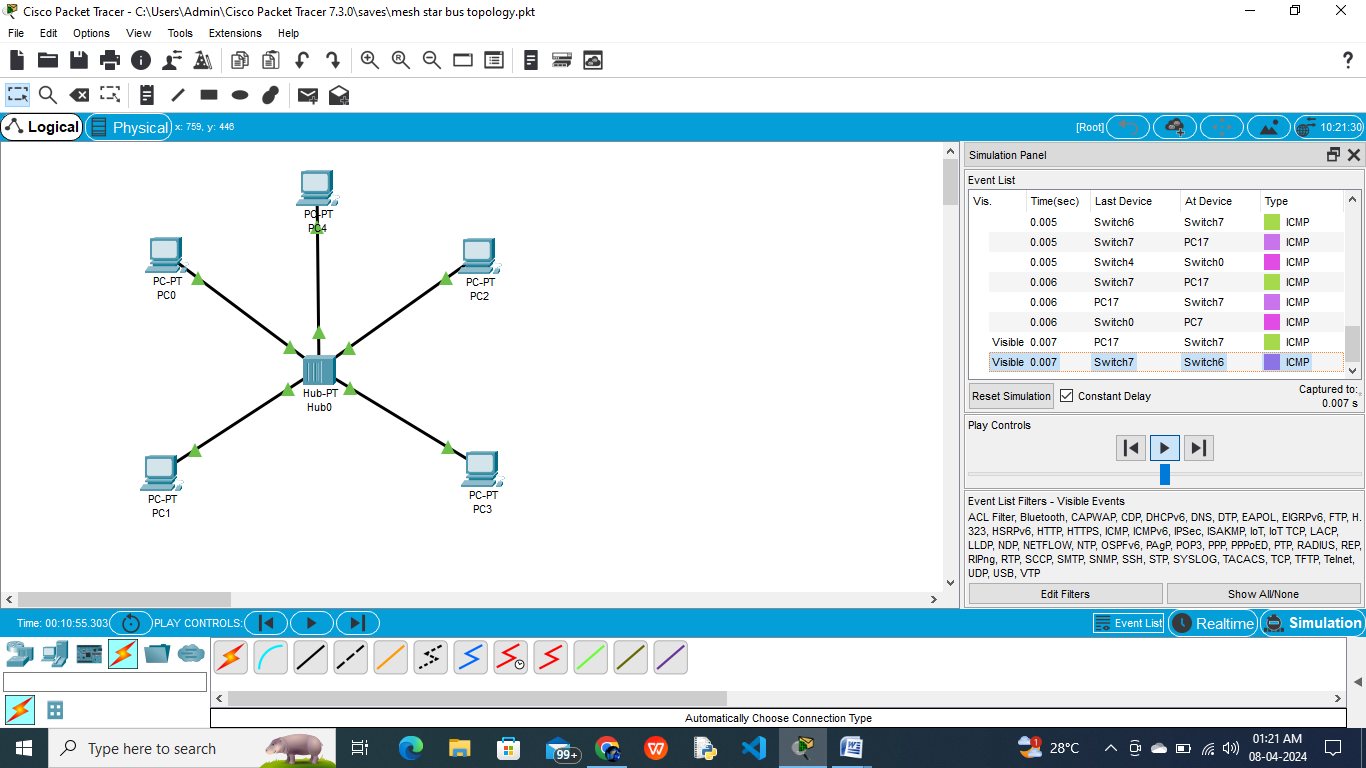 Cisco Packet Tracer - C:\Users\Admin\Cisco Packet Tracer 7.3.0\saves\mesh star bus topology.pkt
File Edit Options View Tools Extensions Help
Logical Physical x: 759, y: 446 [Root] 10:21:30
PC-PT
PC4
PC-PT
PC0
PC-PT
PC2
Hub-PT
Hub0
PC-PT
PC1
PC-PT
PC3
Simulation Panel
Event List
Vis. Time(sec) Last Device At Device Type
0.005 Switch6 Switch7 ICMP
0.005 Switch7 PC17 ICMP
0.005 Switch4 Switch0 ICMP
0.006 Switch7 PC17 ICMP
0.006 PC17 Switch7 ICMP
0.006 Switch0 PC7 ICMP
Visible 0.007 PC17 Switch7 ICMP
Visible 0.007 Switch7 Switch6 ICMP
Reset Simulation Constant Delay Captured to:
0.007 s
Play Controls
Event List Filters - Visible Events
ACL Filter, Bluetooth, CAPWAP, CDP, DHCPv6, DNS, DTP, EAPOL, EIGRPv6, FTP, H.
323, HSRPv6, HTTP, HTTPS, ICMP, ICMPv6, IPSec, ISAKMP, IoT, IoT TCP, LACP,
LLDP, NDP, NETFLOW, NTP, OSPFv6, PAgP, POP3, PPP, PPPoED, PTP, RADIUS, REP,
RIPng, RTP, SCCP, SMTP, SNMP, SSH, STP, SYSLOG, TACACS, TCP, TFTP, Telnet,
UDP, USB, VTP
Edit Filters Show All/None
Time: 00:10:55.303 PLAY CONTROLS: Event List Realtime Simulation
Automatically Choose Connection Type
Type here to search 99+ 1 28°C 01:21 AM
08-04-2024